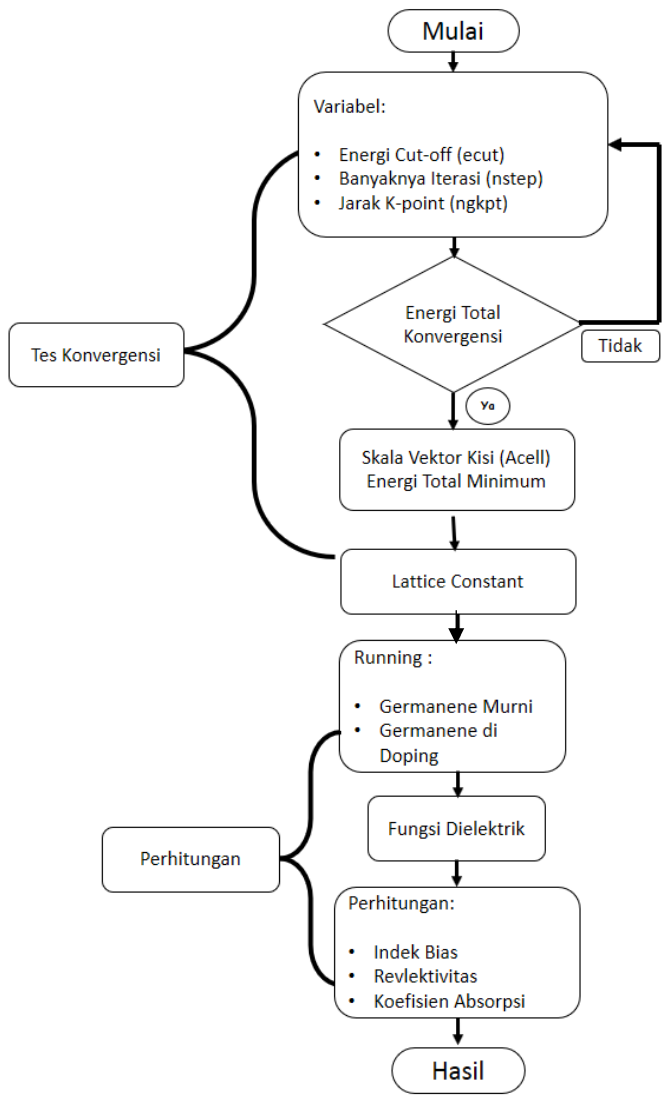 Mulai
Variabel:
• Energi Cut-off (ecut)
• Banyaknya Iterasi (nstep)
• Jarak K-point (ngkpt)
Energi Total
Konvergensi
Tidak
Tes Konvergensi
Ya
Skala Vektor Kisi (Acell)
Energi Total Minimum
Lattice Constant
Running :
• Germanene Murni
• Germanene di
Doping
Fungsi Dielektrik
Perhitungan
Perhitungan:
• Indek Bias
• Revlektivitas
• Koefisien Absorpsi
Hasil